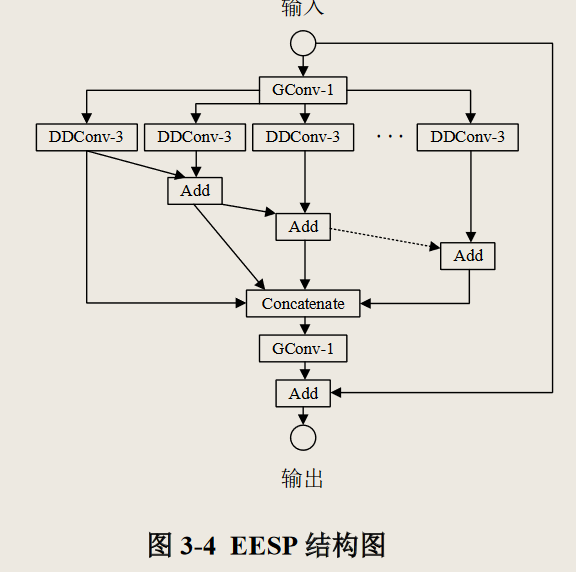 输入
GConv-1
DDConv-3 DDConv-3 DDConv-3 ··· DDConv-3
Add
Add
Add
Concatenate
GConv-1
Add
输出
图 3-4 EESP 结构图